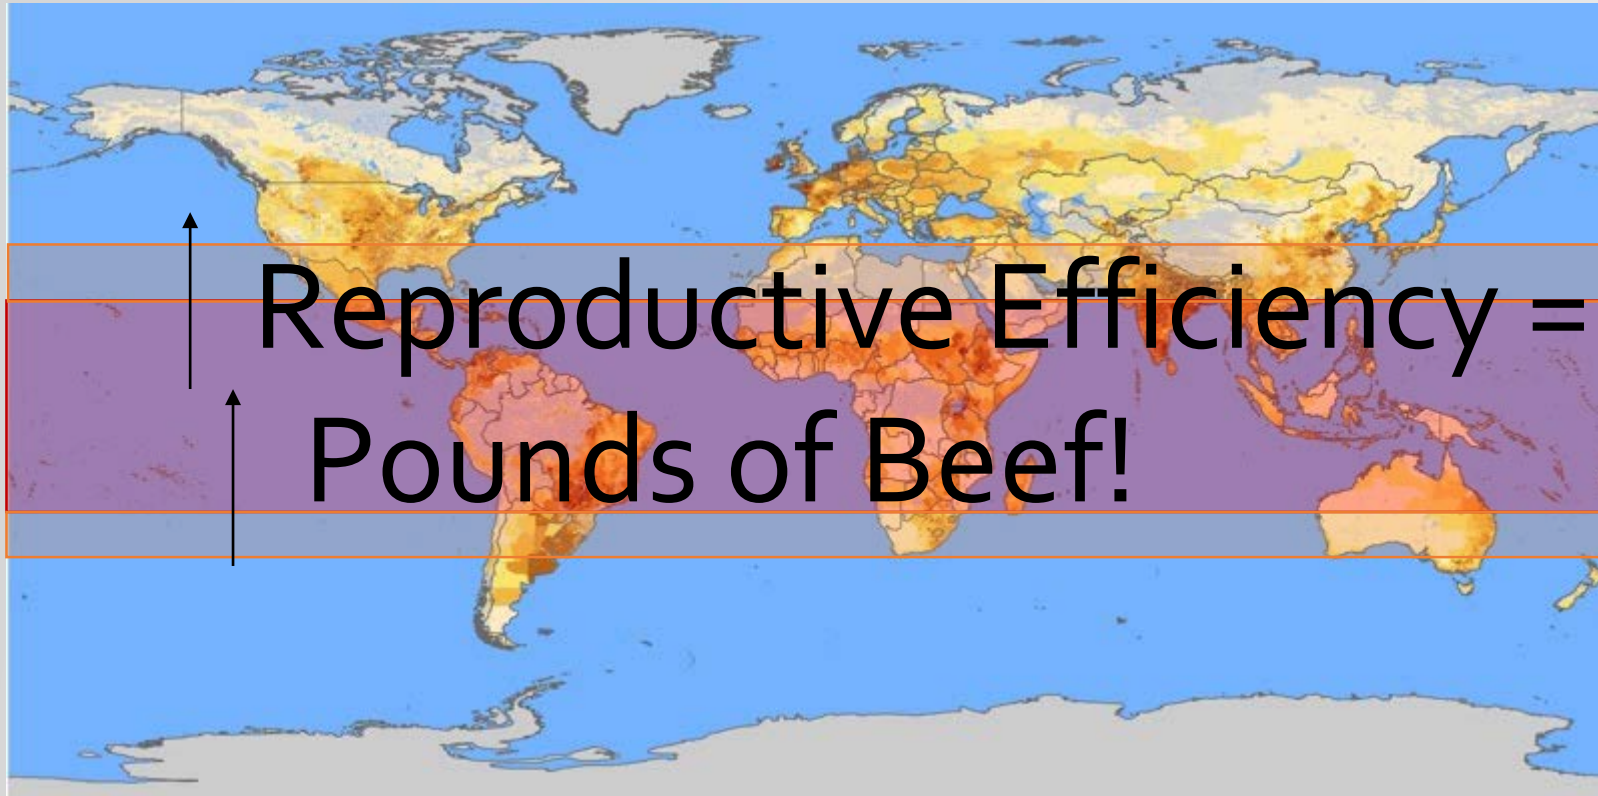 Reproductive Efficiency =
Pounds of Beef!